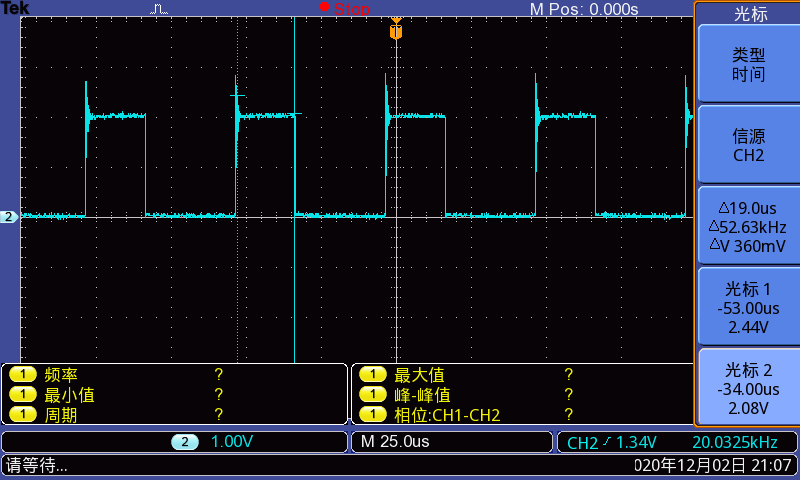 Tek Stop M Pos: 0.000s
T
2
光标
类型
时间
信源
CH2
△19.0us
△52.63kHz
△V 360mV
光标 1
-53.00us
2.44V
光标 2
-34.00us
2.08V
1 频率 ?
1 最小值 ?
1 周期 ?
1 最大值 ?
1 峰-峰值 ?
1 相位:CH1-CH2 ?
2 1.00V M 25.0us CH2 1.34V 20.0325kHz
请等待... 020年12月02日 21:07